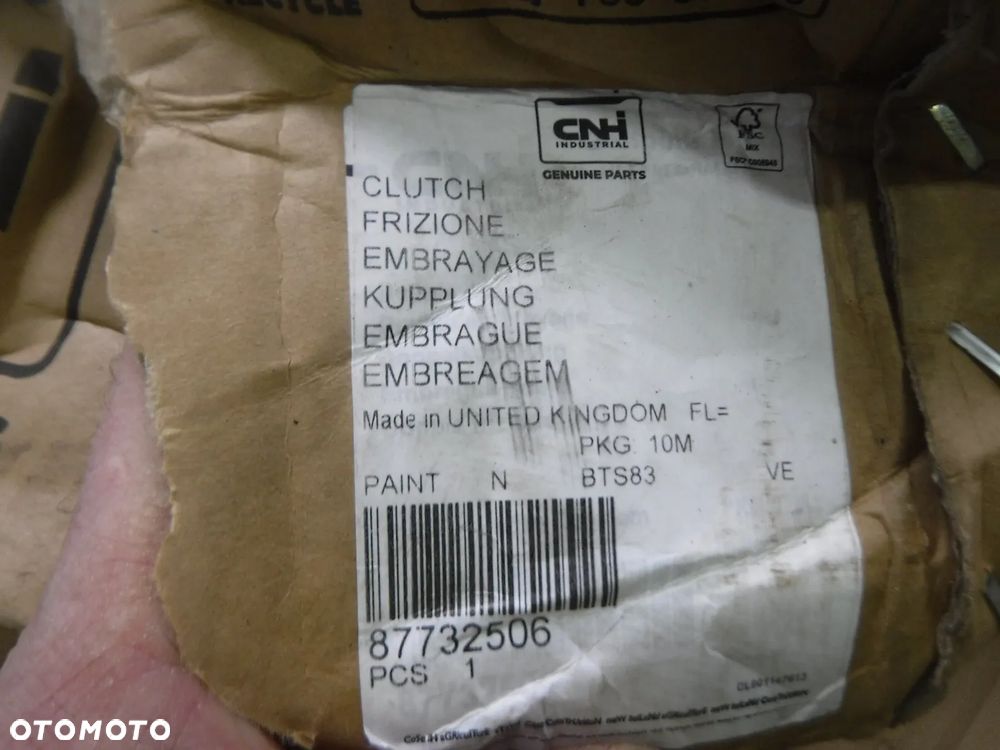 RECYCLE
CNH
INDUSTRIAL
GENUINE PARTS
FSC
MIX
CLUTCH
FRIZIONE
EMBRAYAGE
KUPPLUNG
EMBRAGUE
EMBREAGEM
Made in UNITED KINGDOM FL=
PKG. 10M
PAINT N BTS83 VE
87732506
PCS 1
OTOMOTO